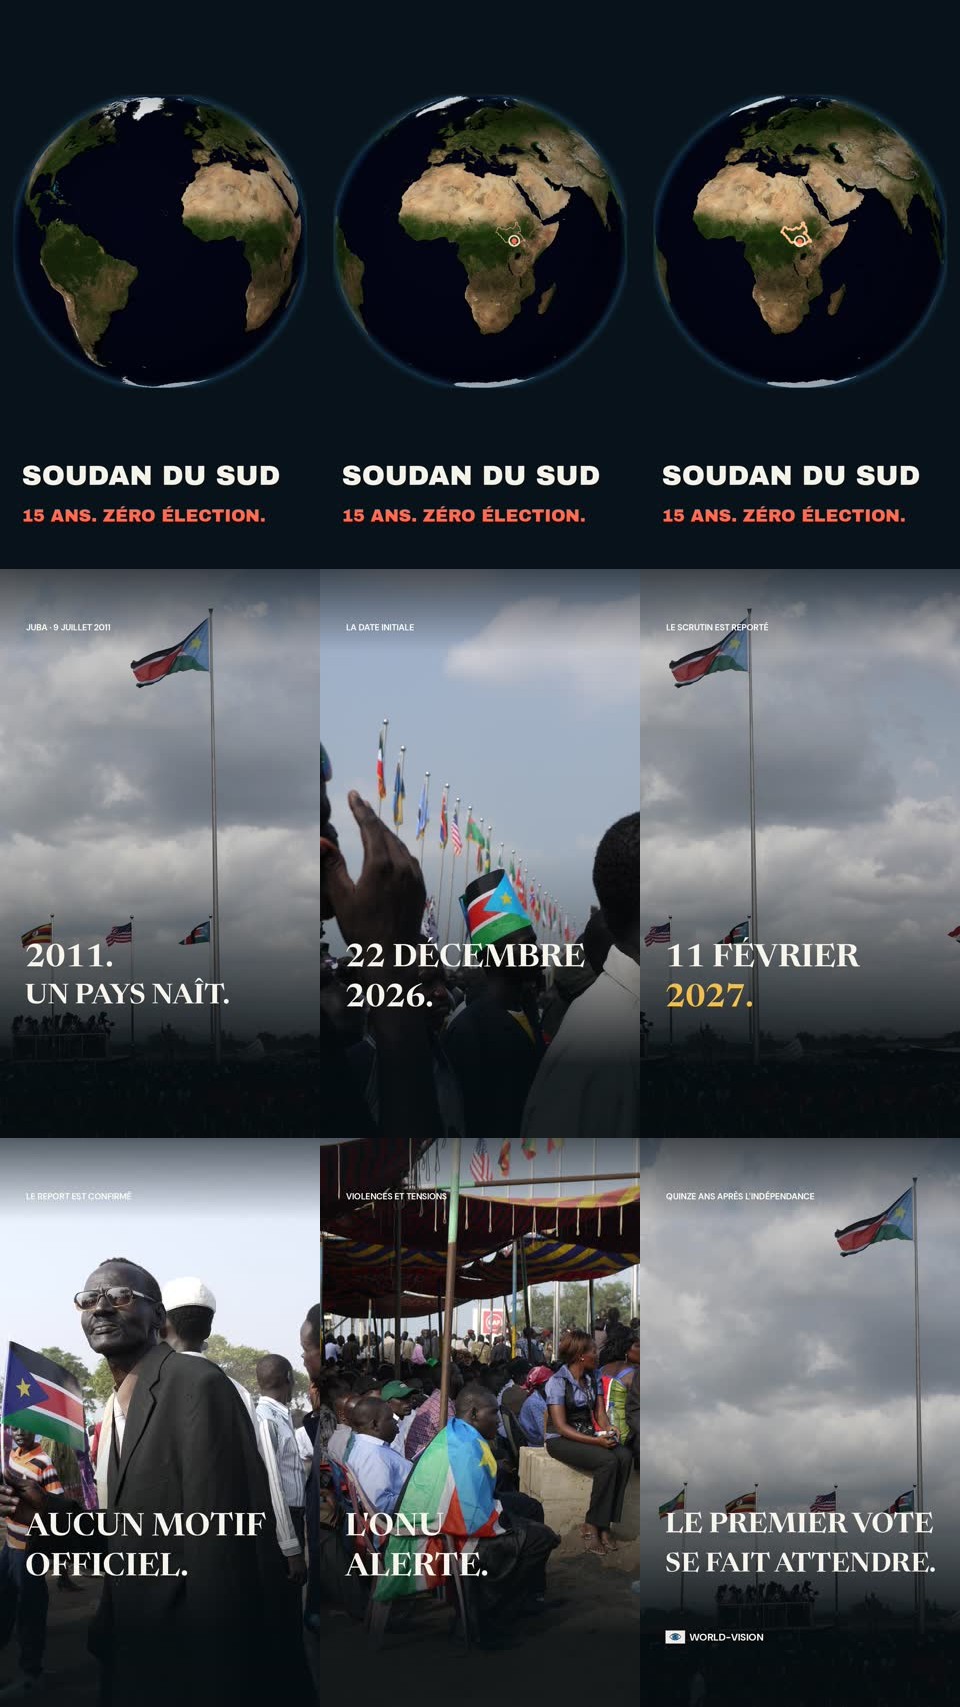 SOUDAN DU SUD
15 ANS. ZÉRO ÉLECTION.
SOUDAN DU SUD
15 ANS. ZÉRO ÉLECTION.
SOUDAN DU SUD
15 ANS. ZÉRO ÉLECTION.
JUBA · 9 JUILLET 2011
2011.
UN PAYS NAÎT.
LA DATE INITIALE
22 DÉCEMBRE
2026.
LE SCRUTIN EST REPORTÉ
11 FÉVRIER
2027.
LE REPORT EST CONFIRMÉ
AUCUN MOTIF
OFFICIEL.
VIOLENCES ET TENSIONS
L'ONU
ALERTE.
QUINZE ANS APRÈS L'INDÉPENDANCE
LE PREMIER VOTE
SE FAIT ATTENDRE.
WORLD-VISION